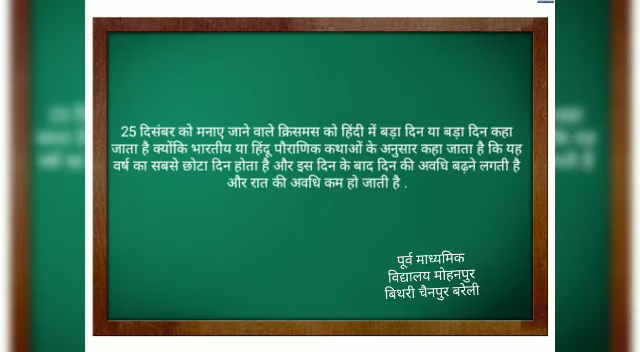 25 दिसंबर को मनाए जाने वाले क्रिसमस को हिंदी में बड़ा दिन या बड़ा दिन कहा
जाता है क्योंकि भारतीय या हिंदू पौराणिक कथाओं के अनुसार कहा जाता है कि यह
वर्ष का सबसे छोटा दिन होता है और इस दिन के बाद दिन की अवधि बढ़ने लगती है
और रात की अवधि कम हो जाती है .
पूर्व माध्यमिक
विद्यालय मोहनपुर
बिथरी चैनपुर बरेली